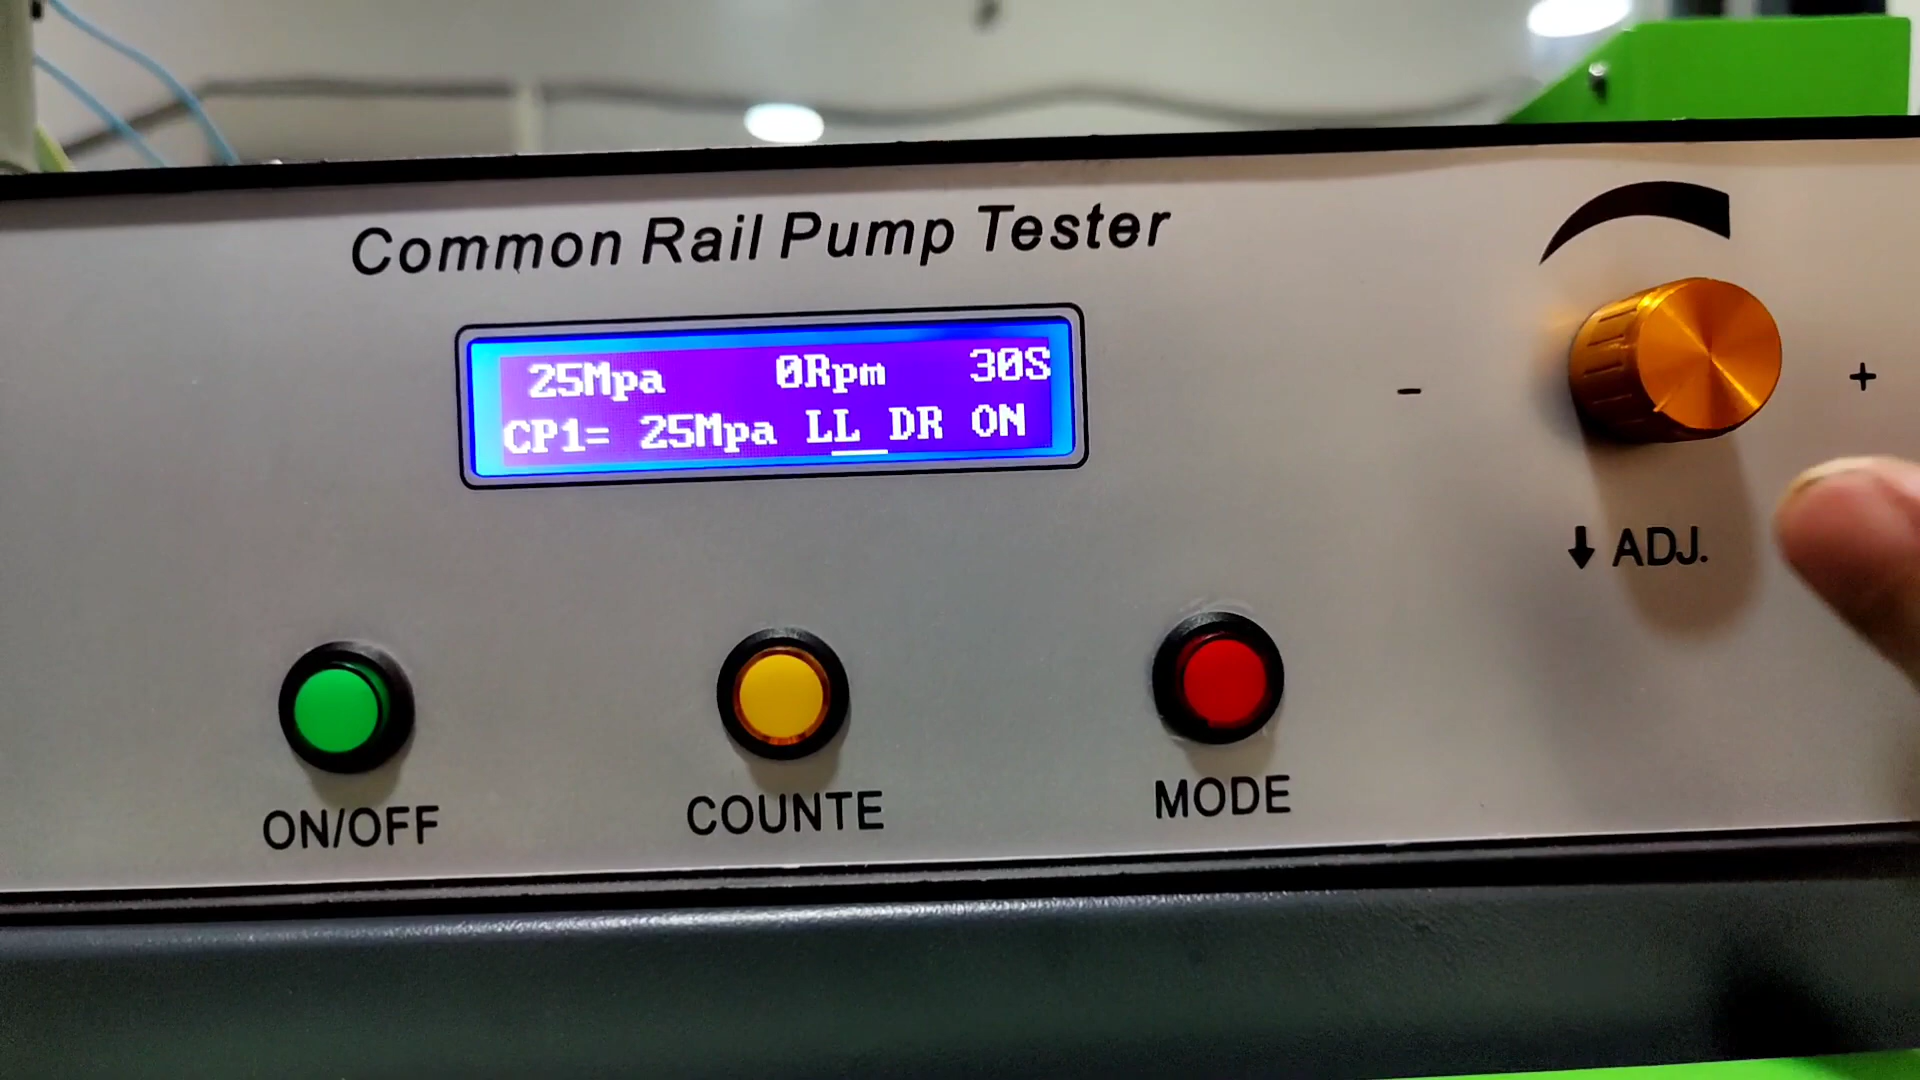 Common Rail Pump Tester
25Mpa 0Rpm 30S
CP1= 25Mpa LL DR ON
- +
ADJ.
ON/OFF COUNTE MODE